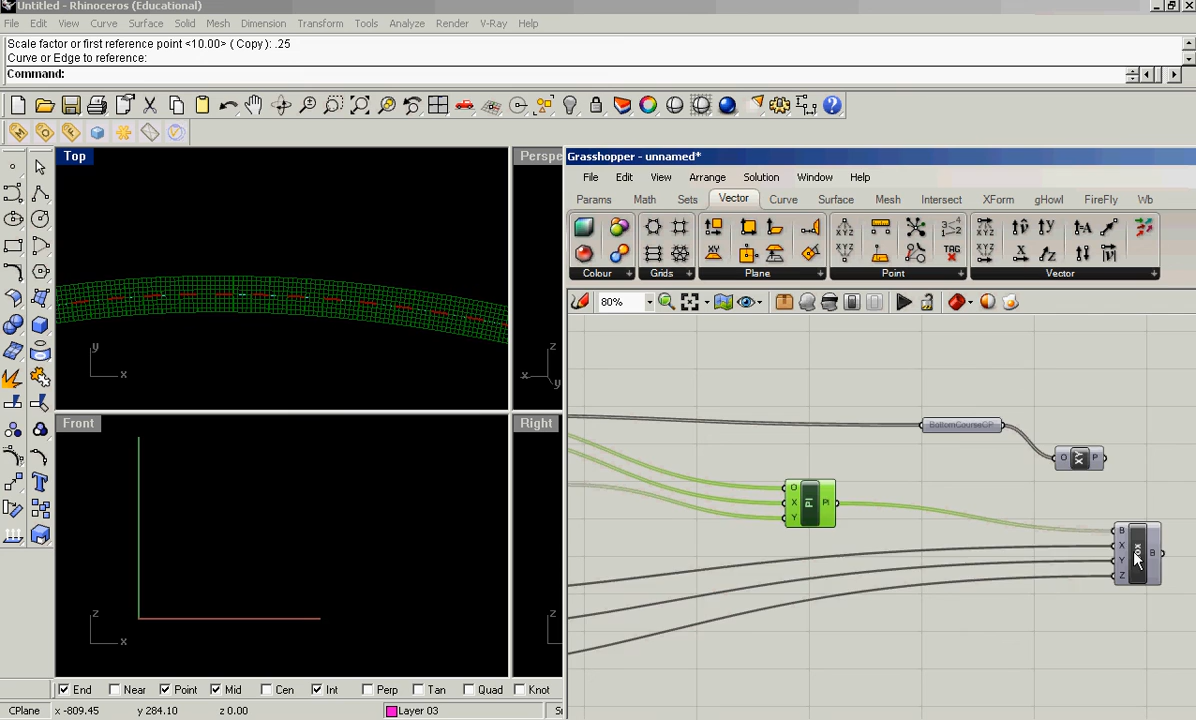 Untitled - Rhinoceros (Educational)
File Edit View Curve Surface Solid Mesh Dimension Transform Tools Analyze Render V-Ray Help
Scale factor or first reference point <10.00> ( Copy): .25
Curve or Edge to reference:
Command:
Top
Perspe
Grasshopper - unnamed*
File Edit View Arrange Solution Window Help
Params Math Sets Vector Curve Surface Mesh Intersect XForm gHowl FireFly Wb
Colour Grids Plane Point Vector
80%
y
x
z
x
y
BottomCourseCP
O XY P
O
X Pl Pl
Y
B
X
Y
Z
B
Front
Right
z
x
z
End Near Point Mid Cen Int Perp Tan Quad Knot
CPlane x -809.45 y 284.10 z 0.00 Layer 03